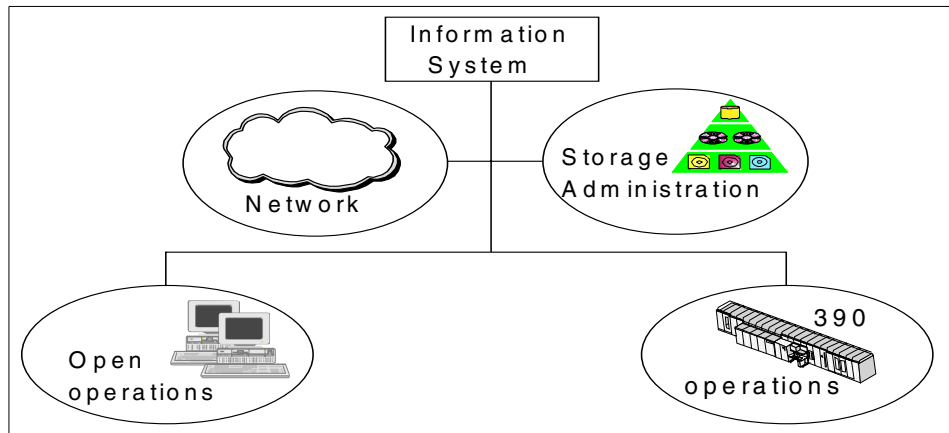 Information
System
Network
Storage
Administration
Open
operations
390
operations